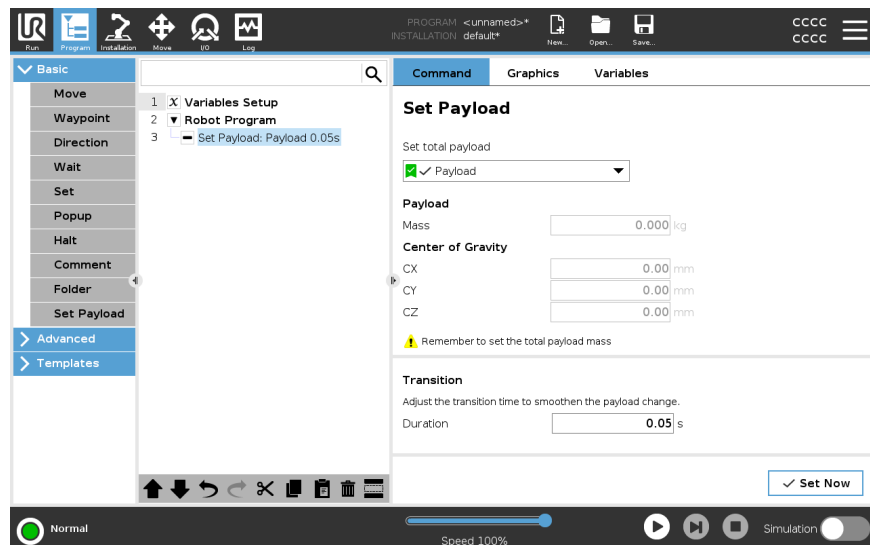 Run Program Installation Move I/O Log
PROGRAM <unnamed>*
INSTALLATION default*
New... Open... Save...
CCCC
CCCC
Basic
Move
Waypoint
Direction
Wait
Set
Popup
Halt
Comment
Folder
Set Payload
Advanced
Templates
1 X Variables Setup
2 Robot Program
3 Set Payload: Payload 0.05s
Command Graphics Variables
Set Payload
Set total payload
Payload
Payload
Mass 0.000 kg
Center of Gravity
CX 0.00 mm
CY 0.00 mm
CZ 0.00 mm
Remember to set the total payload mass
Transition
Adjust the transition time to smoothen the payload change.
Duration 0.05 s
Set Now
Normal
Speed 100%
Simulation